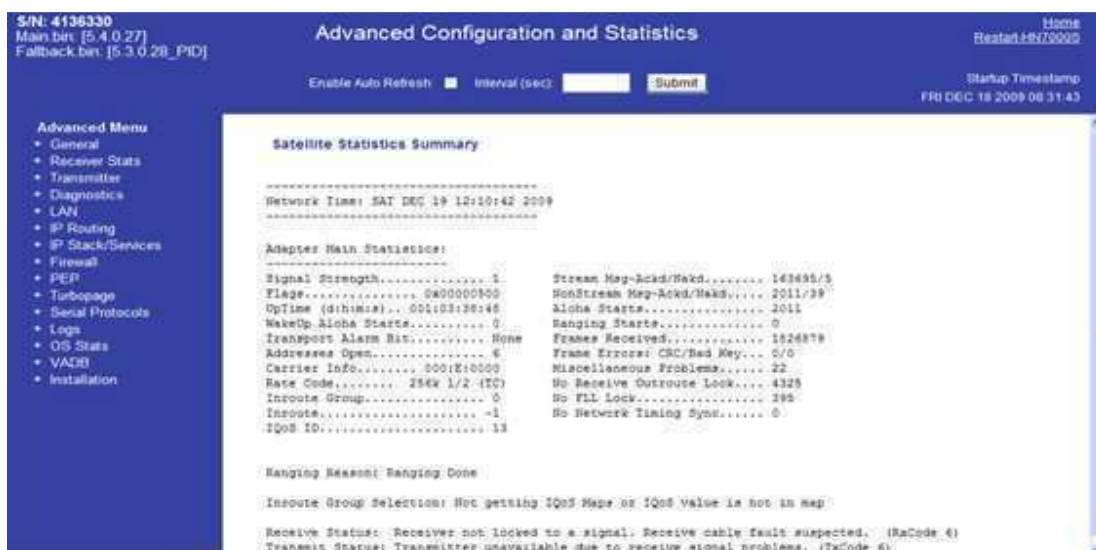 S/N: 4136330
Main.bin: [5.4.0.27]
Fallback.bin: [5.3.0.28_PID]
Advanced Configuration and Statistics
Home
Restart HN7000S
Enable Auto Refresh
Interval (sec):
Submit
Startup Timestamp
FRI DEC 18 2009 08:31:43
Advanced Menu
General
Receiver Stats
Transmitter
Diagnostics
LAN
IP Routing
IP Stack/Services
Firewall
PEP
Turbopage
Serial Protocols
Logs
OS Stats
VADB
Installation
Satellite Statistics Summary
-------------------------------------
Network Time: SAT DEC 19 12:10:42 2009
-------------------------------------
Adapter Main Statistics:
-------------------------
Signal Strength.............. 1
Flags............... 0x00000500
UpTime (d:h:m:s).. 001:03:38:48
WakeUp Aloha Starts.......... 0
Transport Alarm Bit.......... None
Addresses Open............... 6
Carrier Info........ 000:E:0000
Rate Code........ 256k 1/2 (TC)
Inroute Group................ 0
Inroute..................... -1
IQoS ID...................... 13
Stream Msg-Ackd/Nakd........ 163695/5
NonStream Msg-Ackd/Nakd..... 2011/39
Aloha Starts................ 2011
Ranging Starts.............. 0
Frames Received............. 1826879
Frame Errors: CRC/Bad Key... 0/0
Miscellaneous Problems...... 22
No Receive Outroute Lock.... 4325
No FLL Lock................. 395
No Network Timing Sync...... 0
Ranging Reason: Ranging Done
Inroute Group Selection: Not getting IQoS Maps or IQoS value is not in map
Receive Status: Receiver not locked to a signal. Receive cable fault suspected. (RxCode 6)
Transmit Status: Transmitter unavailable due to receive signal problems. (TxCode 6)